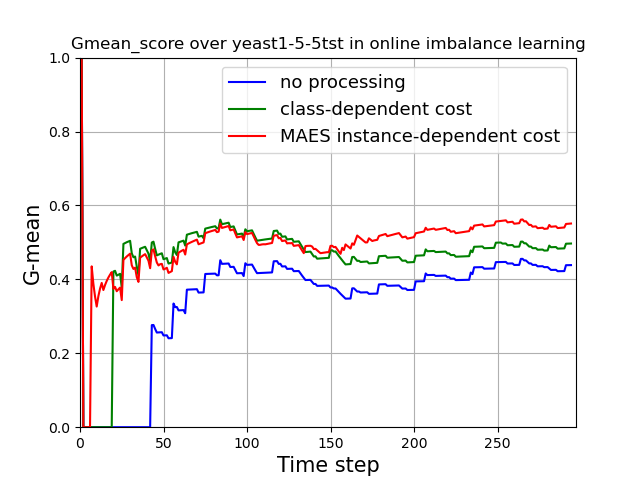 Gmean_score over yeast1-5-5tst in online imbalance learning
no processing
class-dependent cost
MAES instance-dependent cost
G-mean
1.0
0.8
0.6
0.4
0.2
0.0
0 50 100 150 200 250
Time step